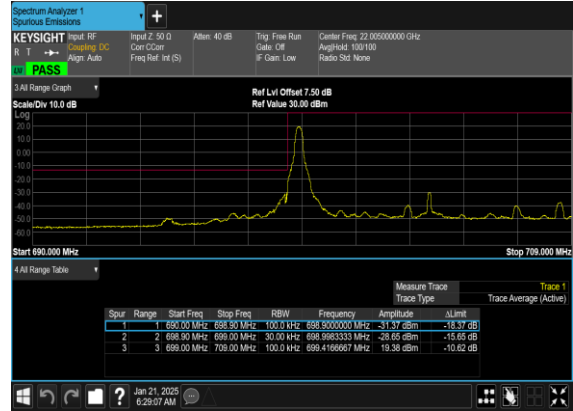 Spectrum Analyzer 1
Spurious Emissions
KEYSIGHT Input: RF Input Z: 50 Ω Atten: 40 dB Trig: Free Run Center Freq: 22.005000000 GHz
R T Coupling: DC Corr CCorr Gate: Off Avg|Hold: 100/100
Align: Auto Freq Ref: Int (S) IF Gain: Low Radio Std: None
PASS
3 All Range Graph
Ref Lvl Offset 7.50 dB
Scale/Div 10.0 dB Ref Value 30.00 dBm
Log
20.0
10.0
0.00
-10.0
-20.0
-30.0
-40.0
-50.0
-60.0
Start 690.000 MHz Stop 709.000 MHz
4 All Range Table
Measure Trace Trace 1
Trace Type Trace Average (Active)
Spur Range Start Freq Stop Freq RBW Frequency Amplitude ΔLimit
1 1 690.00 MHz 698.90 MHz 100.0 kHz 698.9000000 MHz -31.37 dBm -18.37 dB
2 2 698.90 MHz 699.00 MHz 30.00 kHz 698.9983333 MHz -28.65 dBm -15.65 dB
3 3 699.00 MHz 709.00 MHz 100.0 kHz 699.4166667 MHz 19.38 dBm -10.62 dB
? Jan 21, 2025
6:29:07 AM